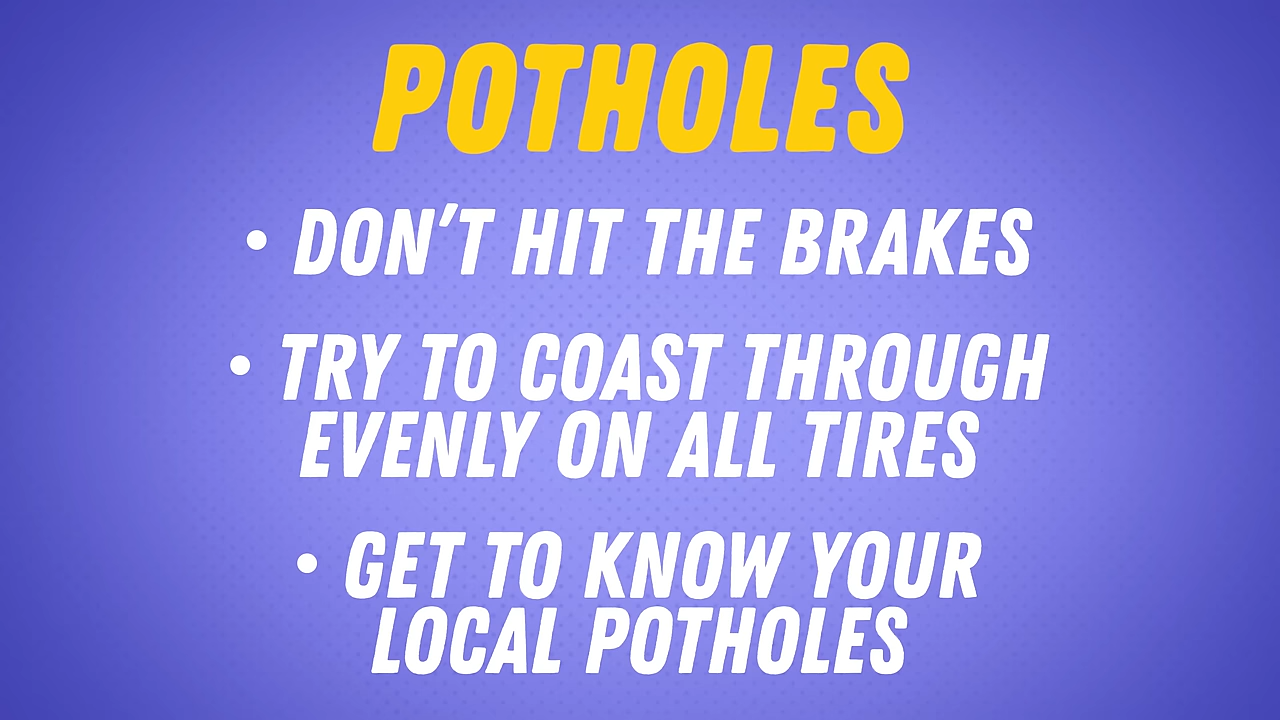 POTHOLES
• DON'T HIT THE BRAKES
• TRY TO COAST THROUGH
EVENLY ON ALL TIRES
• GET TO KNOW YOUR
LOCAL POTHOLES